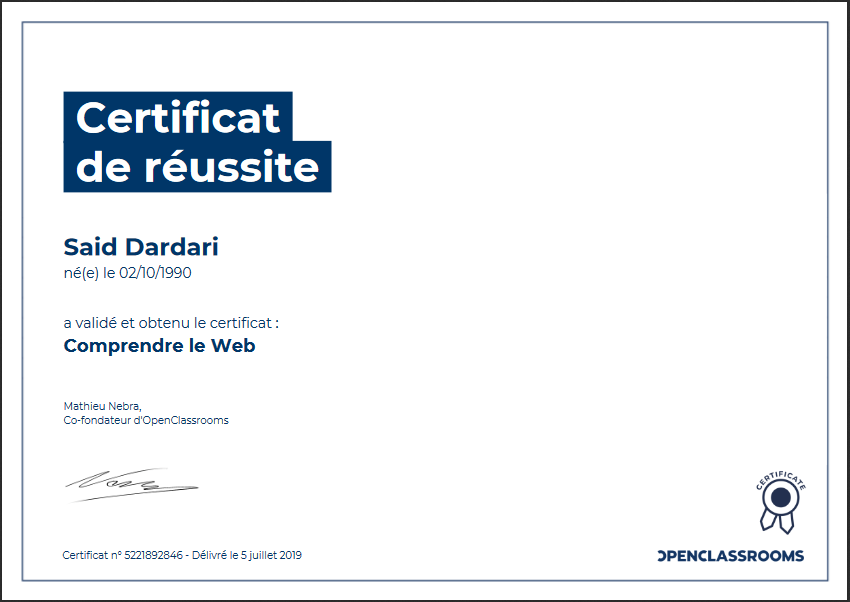 Certificat
de réussite
Said Dardari
né(e) le 02/10/1990
a validé et obtenu le certificat :
Comprendre le Web
Mathieu Nebra,
Co-fondateur d'OpenClassrooms
Certificat n° 5221892846 - Délivré le 5 juillet 2019
CERTIFICATE
OPENCLASSROOMS